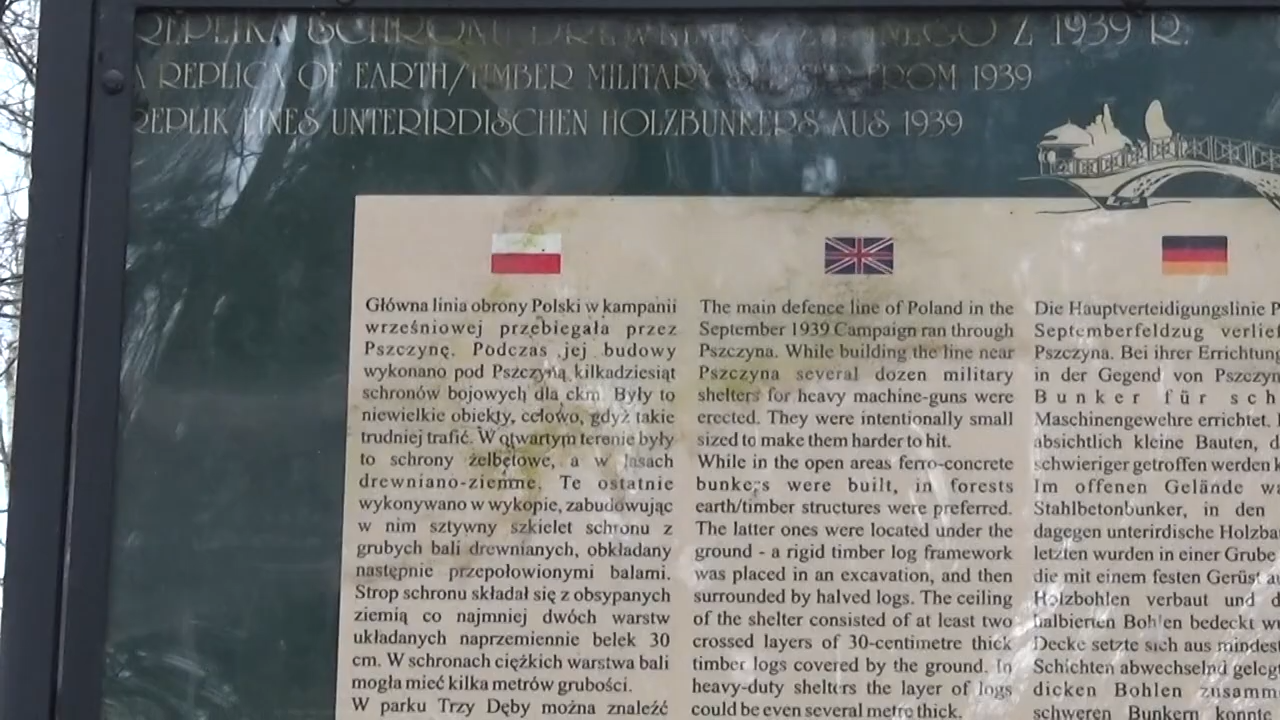 REPLIKA SCHRONU Z 1939 R.
A REPLICA OF EARTH/TIMBER MILITARY FROM 1939
REPLIK EINES UNTERIRDISCHEN HOLZBUNKERS AUS 1939
Główna linia obrony Polski w kampanii
wrześniowej przebiegała przez
Pszczynę. Podczas jej budowy
wykonano pod Pszczyną kilkadziesiąt
schronów bojowych dla ckm. Były to
niewielkie obiekty, celowo, gdyż takie
trudniej trafić. W otwartym terenie były
to schrony żelbetowe, a w lasach
drewniano-ziemne. Te ostatnie
wykonywano w wykopie, zabudowując
w nim sztywny szkielet schronu z
grubych bali drewnianych, obkładany
następnie przepołowionymi balami.
Strop schronu składał się z obsypanych
ziemią co najmniej dwóch warstw
układanych naprzemiennie belek 30
cm. W schronach ciężkich warstwa bali
mogła mieć kilka metrów grubości.
W parku Trzy Dęby można znaleźć
The main defence line of Poland in the
September 1939 Campaign ran through
Pszczyna. While building the line near
Pszczyna several dozen military
shelters for heavy machine-guns were
erected. They were intentionally small
sized to make them harder to hit.
While in the open areas ferro-concrete
bunkers were built, in forests
earth/timber structures were preferred.
The latter ones were located under the
ground - a rigid timber log framework
was placed in an excavation, and then
surrounded by halved logs. The ceiling
of the shelter consisted of at least two
crossed layers of 30-centimetre thick
timber logs covered by the ground. In
heavy-duty shelters the layer of logs
could be even several metre thick.
Die Hauptverteidigungslinie P
Septemberfeldzug verlief
Pszczyna. Bei ihrer Errichtung
in der Gegend von Pszczyn
Bunker für sch
Maschinengewehre errichtet.
absichtlich kleine Bauten, d
schwieriger getroffen werden k
Im offenen Gelände wa
Stahlbetonbunker, in den
dagegen unterirdische Holzba
letzten wurden in einer Grube
die mit einem festen Gerüst a
Holzbohlen verbaut und d
halbierten Bohlen bedeckt wu
Decke setzte sich aus mindest
Schichten abwechselnd gelegt
dicken Bohlen zusamm
schweren Bunkern konnte